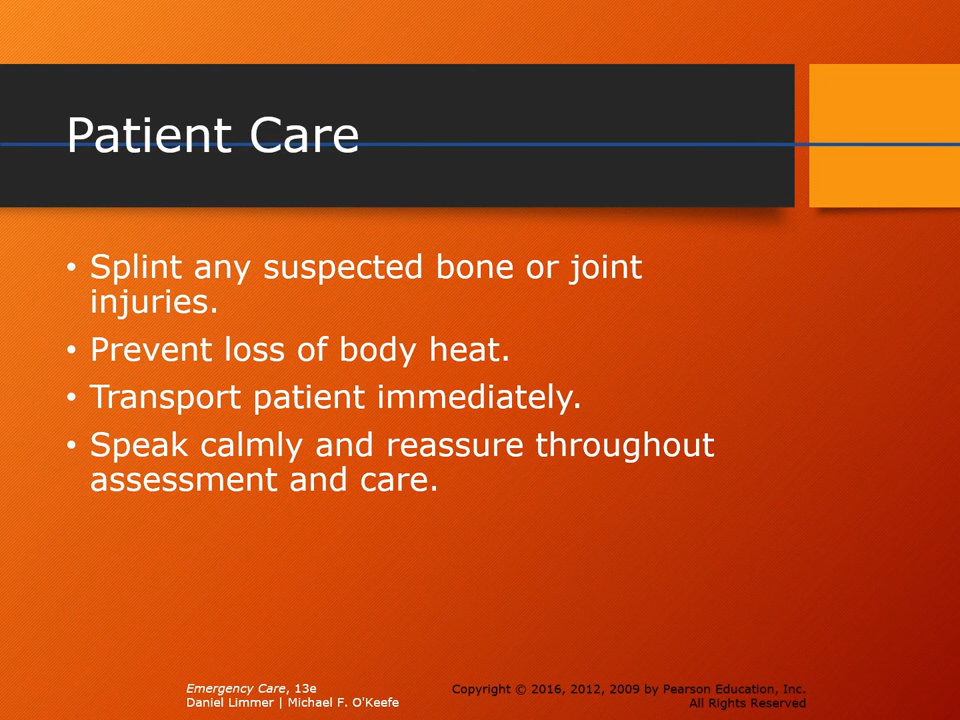 Patient Care
• Splint any suspected bone or joint
injuries.
• Prevent loss of body heat.
• Transport patient immediately.
• Speak calmly and reassure throughout
assessment and care.
Emergency Care, 13e
Daniel Limmer | Michael F. O'Keefe
Copyright © 2016, 2012, 2009 by Pearson Education, Inc.
All Rights Reserved